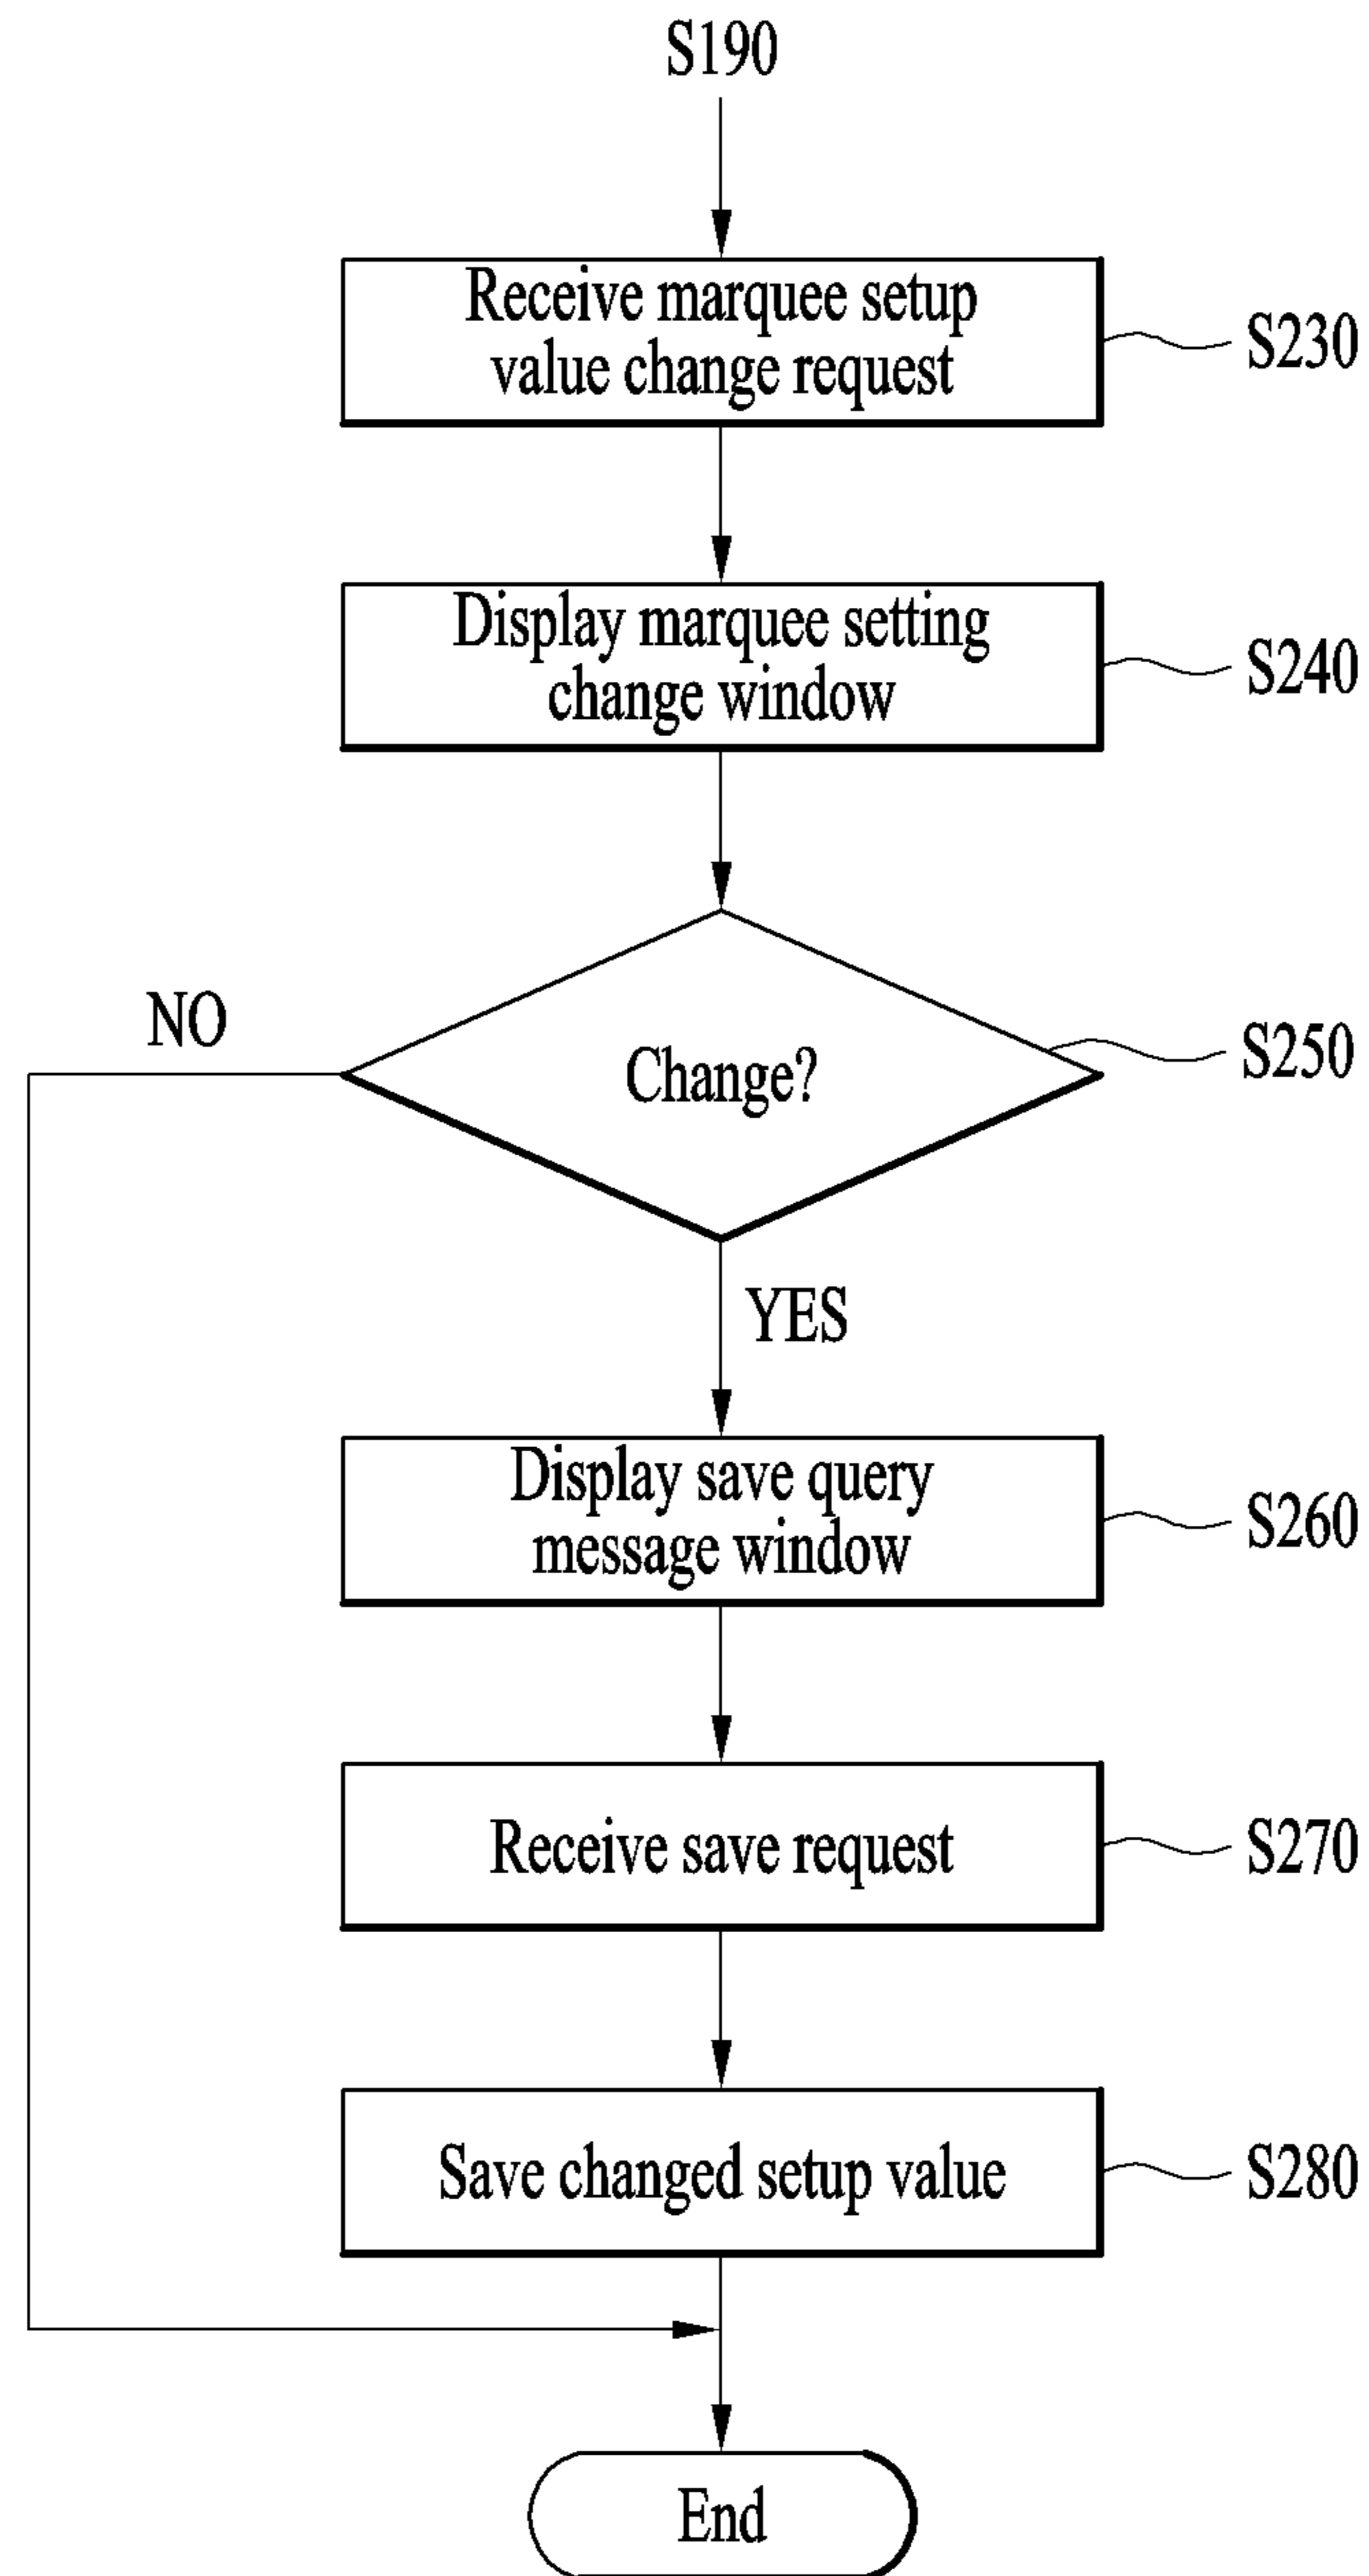 S190
Receive marquee setup
value change request
S230
Display marquee setting
change window
S240
NO
Change?
S250
YES
Display save query
message window
S260
Receive save request
S270
Save changed setup value
S280
End